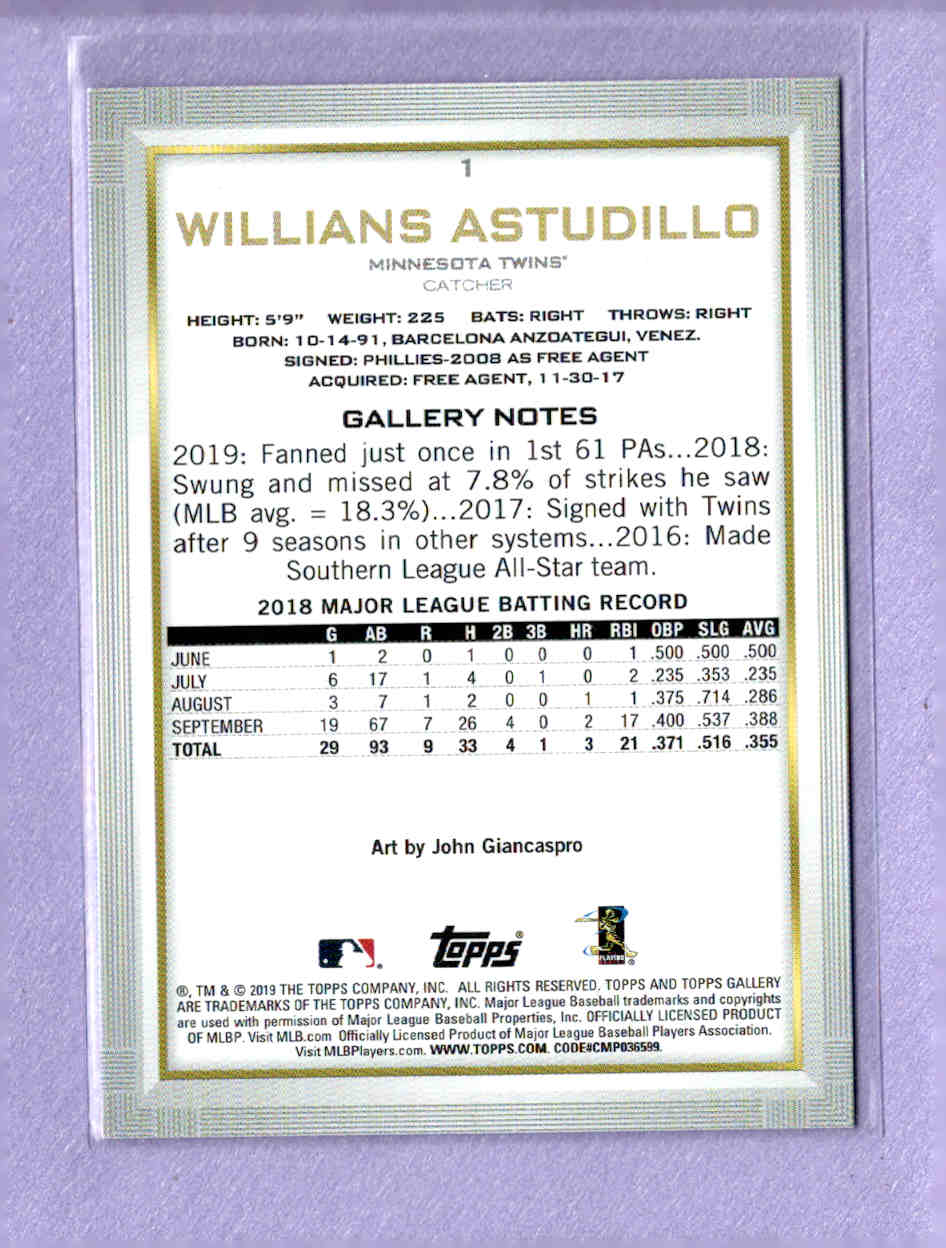 1
WILLIANS ASTUDILLO
MINNESOTA TWINS®
CATCHER
HEIGHT: 5'9" WEIGHT: 225 BATS: RIGHT THROWS: RIGHT
BORN: 10-14-91, BARCELONA ANZOATEGUI, VENEZ.
SIGNED: PHILLIES-2008 AS FREE AGENT
ACQUIRED: FREE AGENT, 11-30-17
GALLERY NOTES
2019: Fanned just once in 1st 61 PAs...2018:
Swung and missed at 7.8% of strikes he saw
(MLB avg. = 18.3%)...2017: Signed with Twins
after 9 seasons in other systems...2016: Made
Southern League All-Star team.
2018 MAJOR LEAGUE BATTING RECORD
G AB R H 2B 3B HR RBI OBP SLG AVG
JUNE 1 2 0 1 0 0 0 1 .500 .500 .500
JULY 6 17 1 4 0 1 0 2 .235 .353 .235
AUGUST 3 7 1 2 0 0 1 1 .375 .714 .286
SEPTEMBER 19 67 7 26 4 0 2 17 .400 .537 .388
TOTAL 29 93 9 33 4 1 3 21 .371 .516 .355
Art by John Giancaspro
Topps®
PLAYERS
®, TM & © 2019 THE TOPPS COMPANY, INC. ALL RIGHTS RESERVED. TOPPS AND TOPPS GALLERY
ARE TRADEMARKS OF THE TOPPS COMPANY, INC. Major League Baseball trademarks and copyrights
are used with permission of Major League Baseball Properties, Inc. OFFICIALLY LICENSED PRODUCT
OF MLBP. Visit MLB.com Officially Licensed Product of Major League Baseball Players Association.
Visit MLBPlayers.com. WWW.TOPPS.COM. CODE#CMP036599.